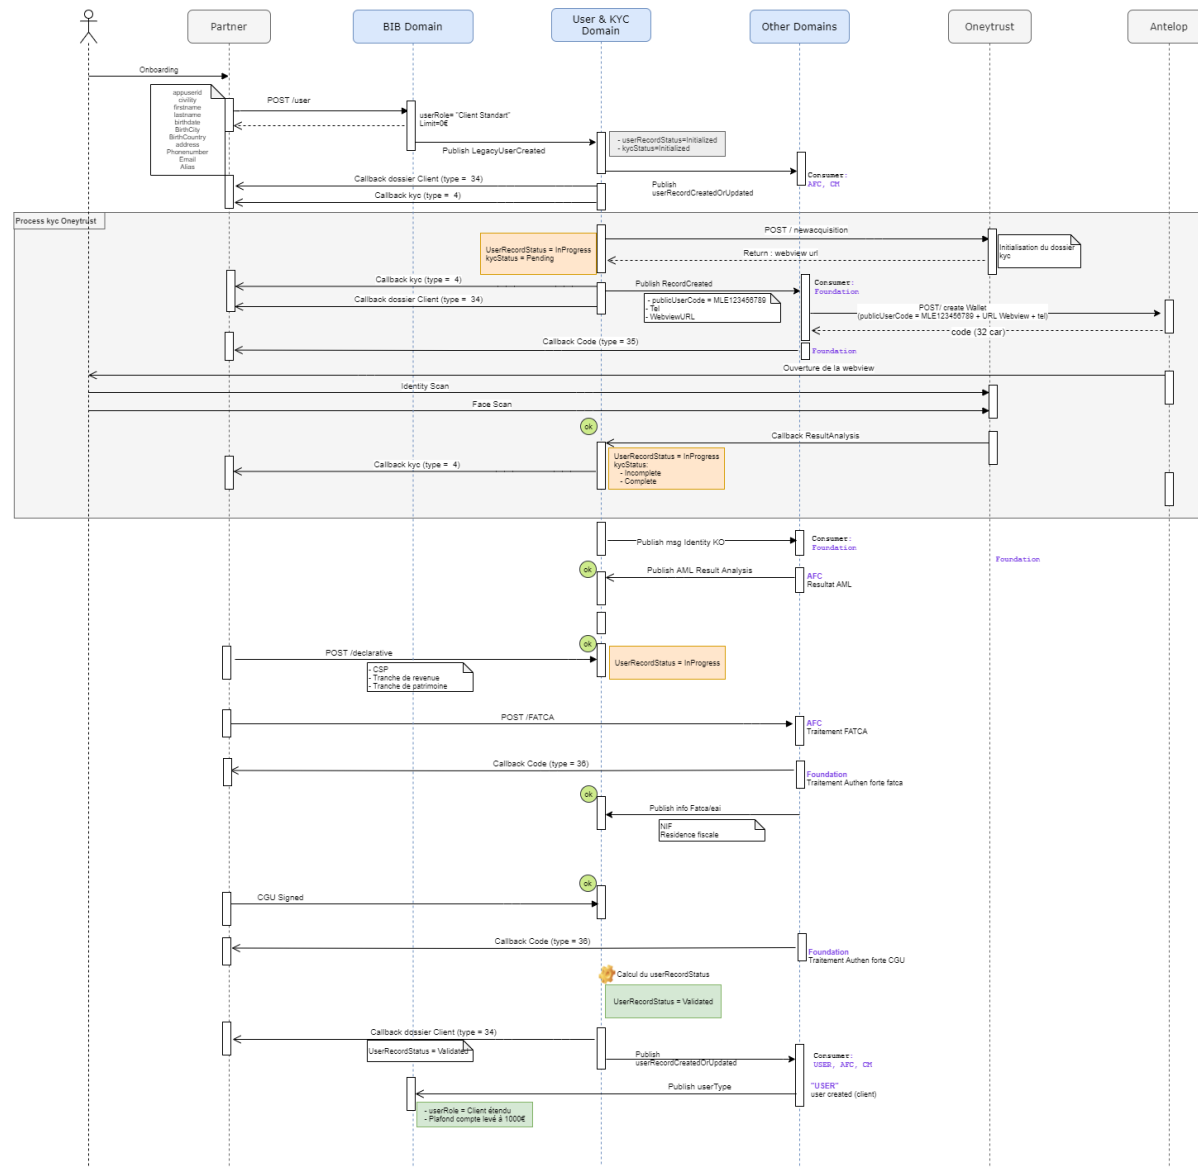 Partner
BIB Domain
User & KYC
Domain
Other Domains
Oneytrust
Antelop
Onboarding
appuserid
civility
firstname
lastname
birthdate
BirthCity
BirthCountry
address
Phonenumber
Email
Alias
POST /user
userRole= "Client Standart"
Limit=0€
Publish LegacyUserCreated
- userRecordStatus=Initialized
- kycStatus=Initialized
Publish
userRecordCreatedOrUpdated
Consumer:
AFC, CM
Callback dossier Client (type = 34)
Callback kyc (type = 4)
Process kyc Oneytrust
POST / newacquisition
UserRecordStatus = InProgress
kycStatus = Pending
Return : webview url
Initialisation du dossier
kyc
Callback kyc (type = 4)
Publish RecordCreated
Consumer:
Foundation
Callback dossier Client (type = 34)
- publicUserCode = MLE123456789
- Tel
- WebviewURL
POST/ create Wallet
(publicUserCode = MLE123456789 + URL Webview + tel)
code (32 car)
Callback Code (type = 35)
Foundation
Ouverture de la webview
Identity Scan
Face Scan
ok
Callback ResultAnalysis
UserRecordStatus = InProgress
kycStatus:
- Incomplete
- Complete
Callback kyc (type = 4)
Publish msg Identity KO
Consumer:
Foundation
Foundation
ok
Publish AML Result Analysis
AFC
Resultat AML
ok
POST /declarative
UserRecordStatus = InProgress
- CSP
- Tranche de revenue
- Tranche de patrimoine
POST /FATCA
AFC
Traitement FATCA
Callback Code (type = 36)
Foundation
Traitement Authen forte fatca
ok
Publish info Fatca/eai
NIF
Residence fiscale
ok
CGU Signed
Callback Code (type = 36)
Foundation
Traitement Authen forte CGU
Calcul du userRecordStatus
UserRecordStatus = Validated
Callback dossier Client (type = 34)
UserRecordStatus = Validated
Publish
userRecordCreatedOrUpdated
Consumer:
USER, AFC, CM
Publish userType
"USER"
user created (client)
- userRole = Client étendu
- Plafond compte levé à 1000€